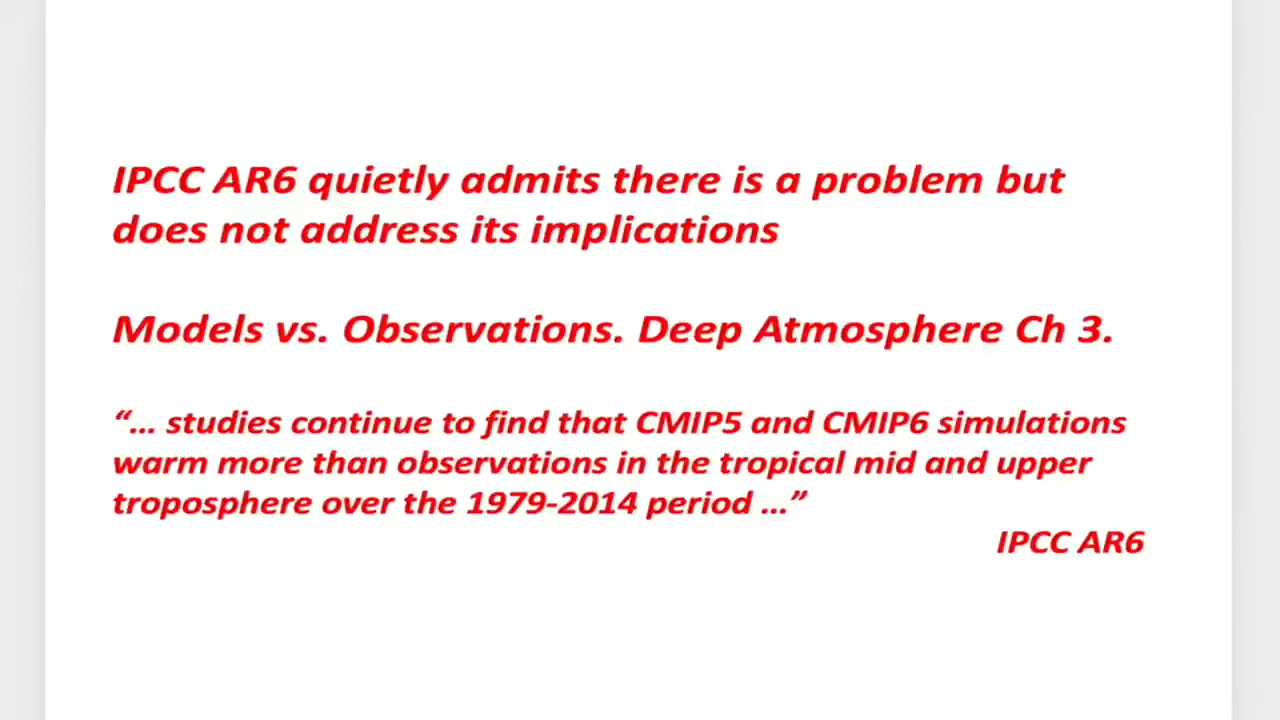 IPCC AR6 quietly admits there is a problem but
does not address its implications
Models vs. Observations. Deep Atmosphere Ch 3.
“... studies continue to find that CMIP5 and CMIP6 simulations
warm more than observations in the tropical mid and upper
troposphere over the 1979-2014 period ...”
IPCC AR6